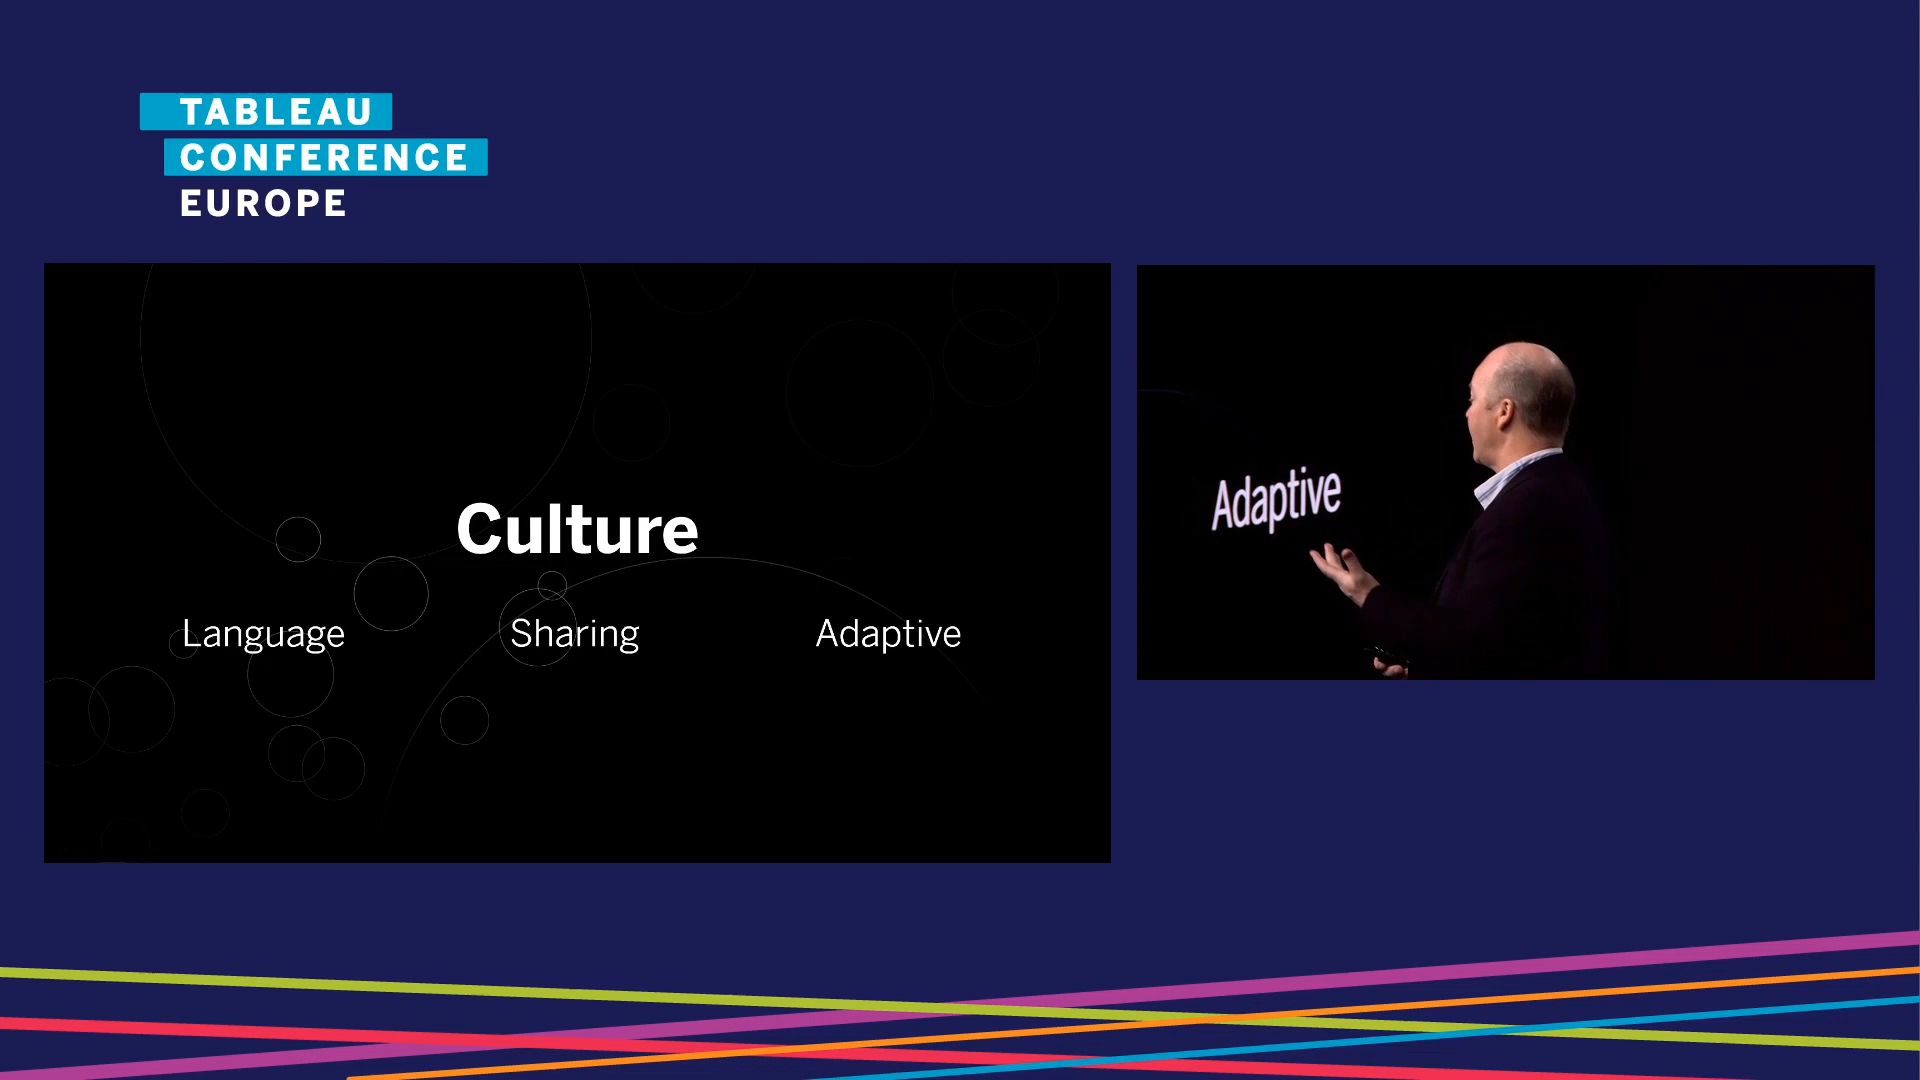 TABLEAU
CONFERENCE
EUROPE
Culture
Language Sharing Adaptive
Adaptive